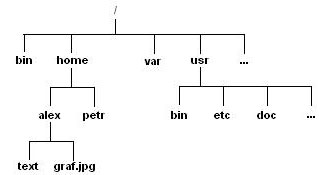 /
bin home var usr ...
alex petr bin etc doc ...
text graf.jpg